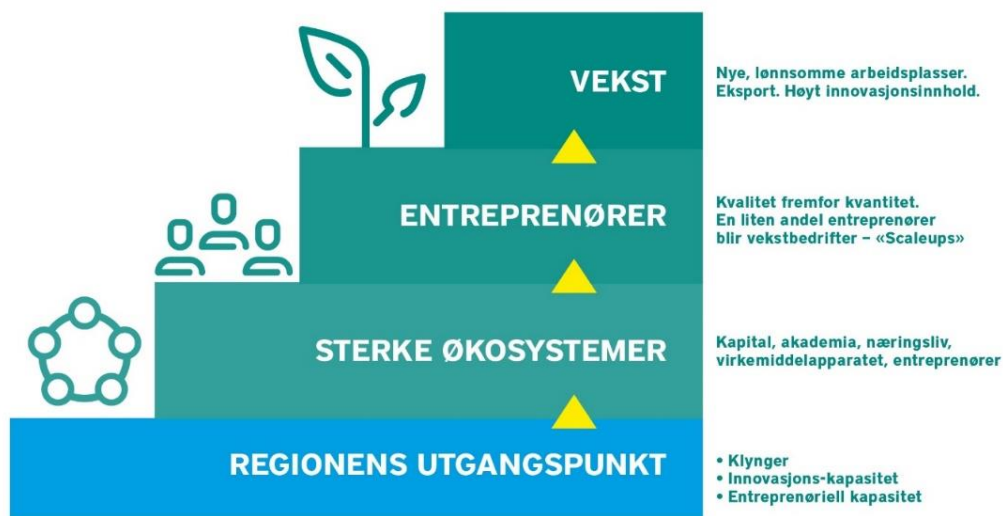 VEKST
Nye, lønnsomme arbeidsplasser.
Eksport. Høyt innovasjonsinnhold.
ENTREPRENØRER
Kvalitet fremfor kvantitet.
En liten andel entreprenører
blir vekstbedrifter – «Scaleups»
STERKE ØKOSYSTEMER
Kapital, akademia, næringsliv,
virkemiddelapparatet, entreprenører
REGIONENS UTGANGSPUNKT
• Klynger
• Innovasjons-kapasitet
• Entreprenøriell kapasitet